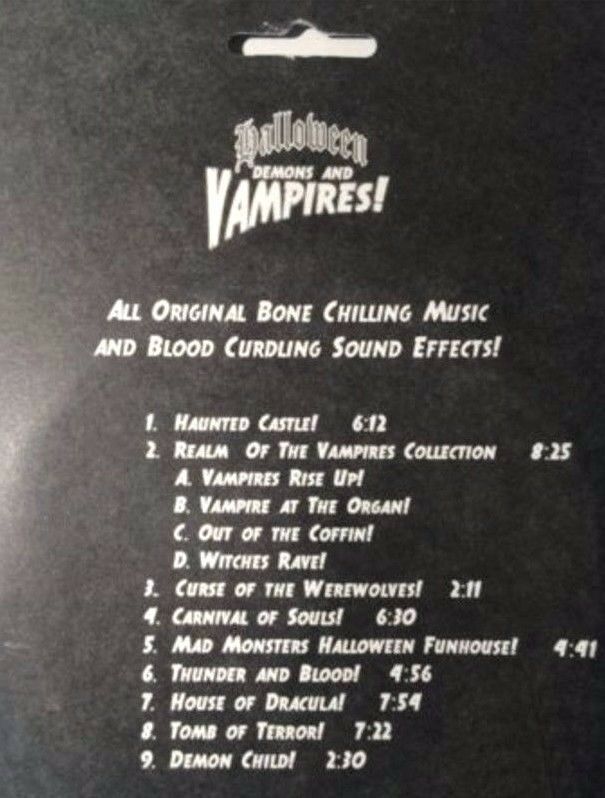 Halloween
DEMONS AND
VAMPIRES!
ALL ORIGINAL BONE CHILLING MUSIC
AND BLOOD CURDLING SOUND EFFECTS!
1. HAUNTED CASTLE! 6:12
2. REALM OF THE VAMPIRES COLLECTION 8:25
A. VAMPIRES RISE UP!
B. VAMPIRE AT THE ORGAN!
C. OUT OF THE COFFIN!
D. WITCHES RAVE!
3. CURSE OF THE WEREWOLVES! 2:11
4. CARNIVAL OF SOULS! 6:30
5. MAD MONSTERS HALLOWEEN FUNHOUSE! 4:41
6. THUNDER AND BLOOD! 4:56
7. HOUSE OF DRACULA! 7:54
8. TOMB OF TERROR! 7:22
9. DEMON CHILD! 2:30